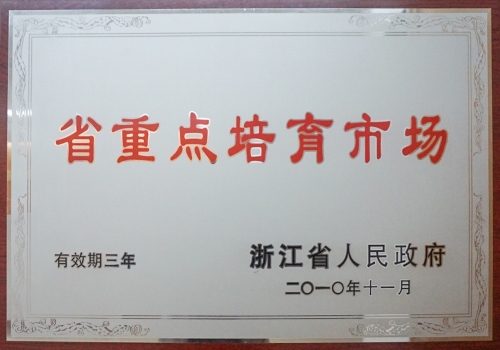 省重点培育市场
有效期三年
浙江省人民政府
二〇一〇年十一月